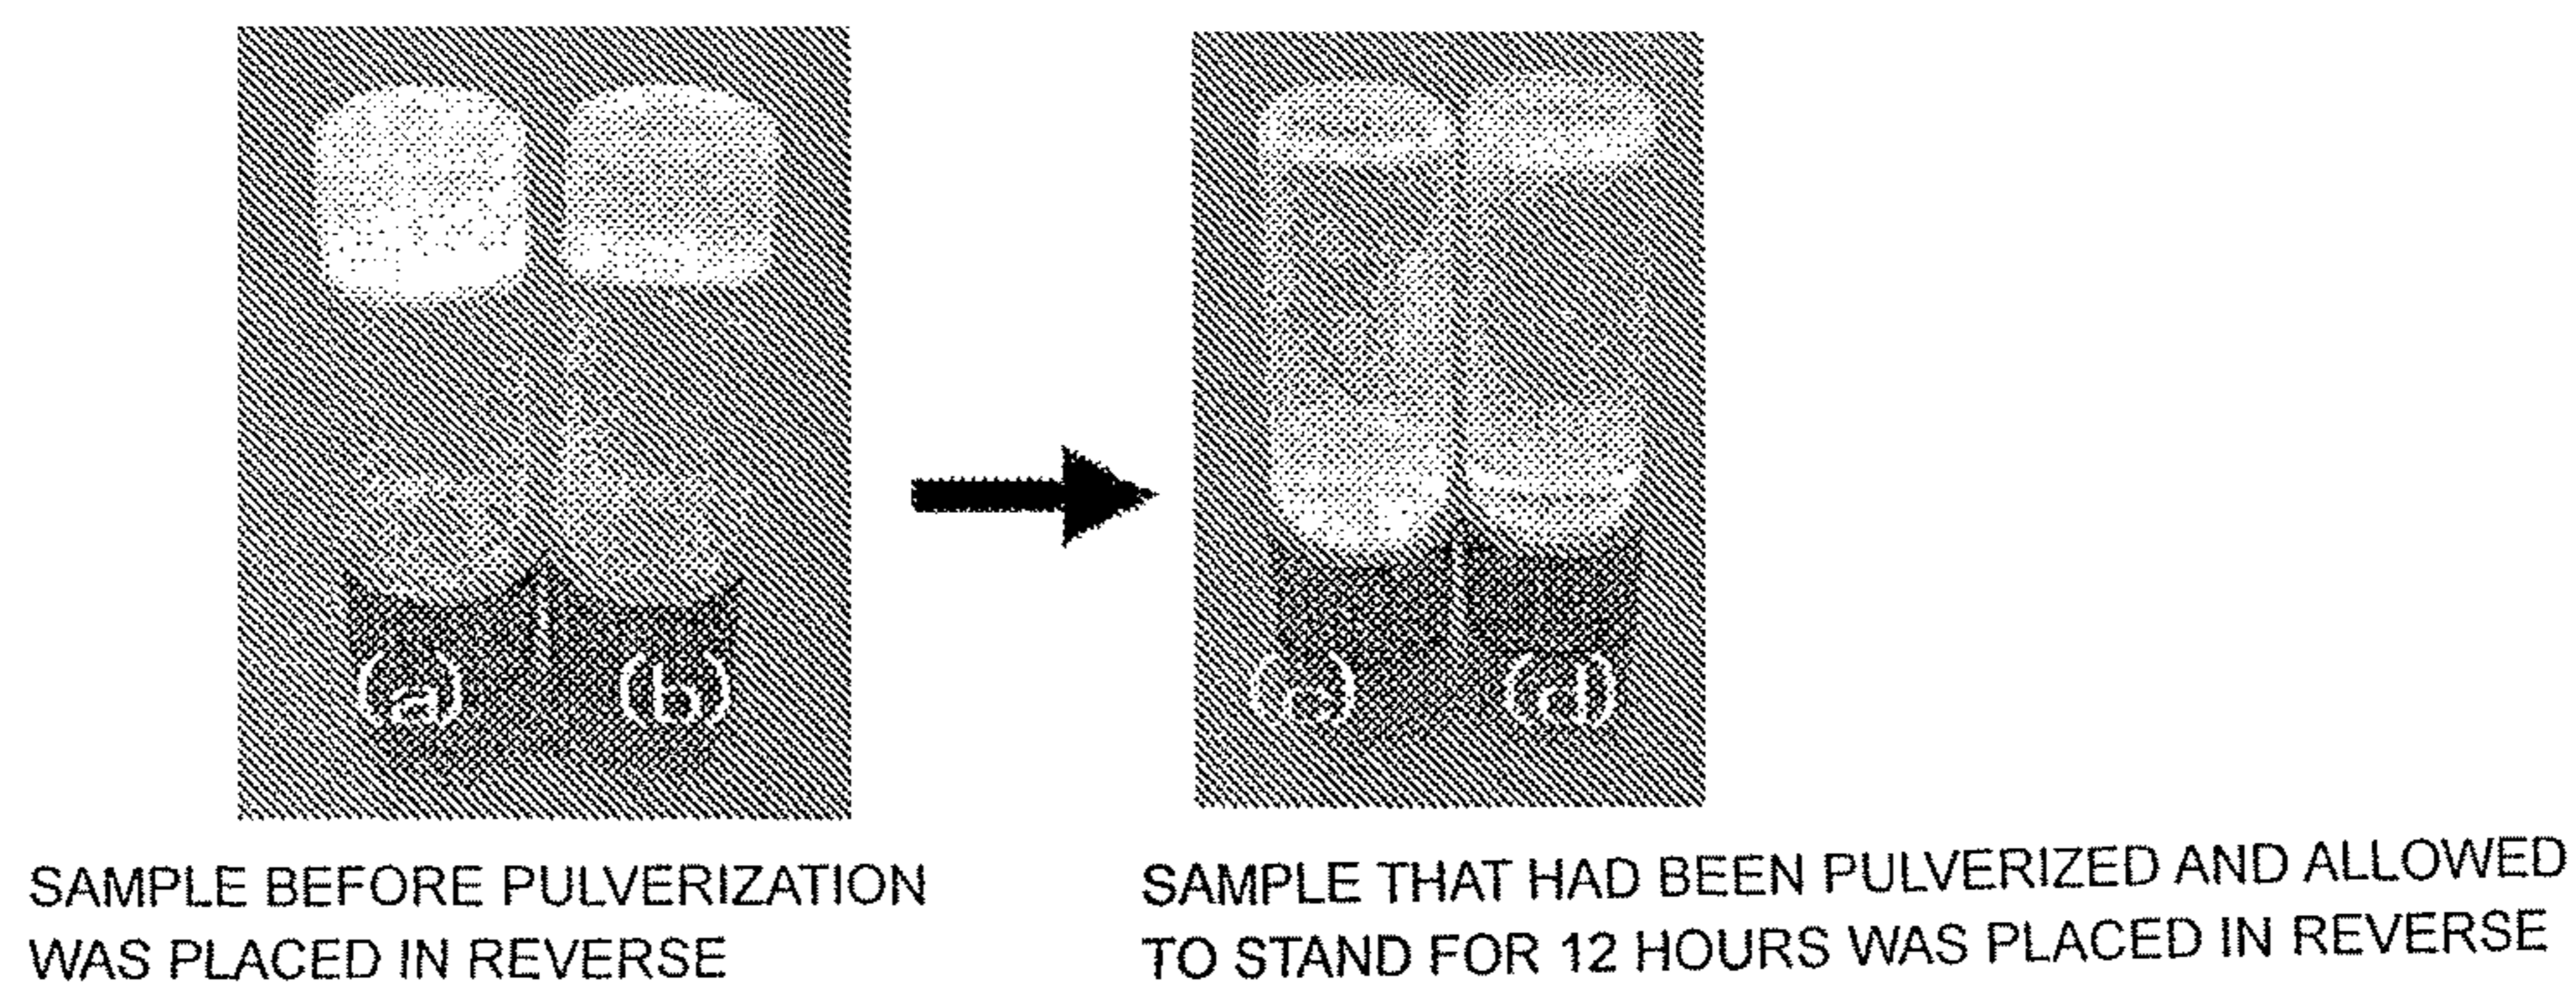 (a) (b) (c) (d)
SAMPLE BEFORE PULVERIZATION
WAS PLACED IN REVERSE
SAMPLE THAT HAD BEEN PULVERIZED AND ALLOWED
TO STAND FOR 12 HOURS WAS PLACED IN REVERSE